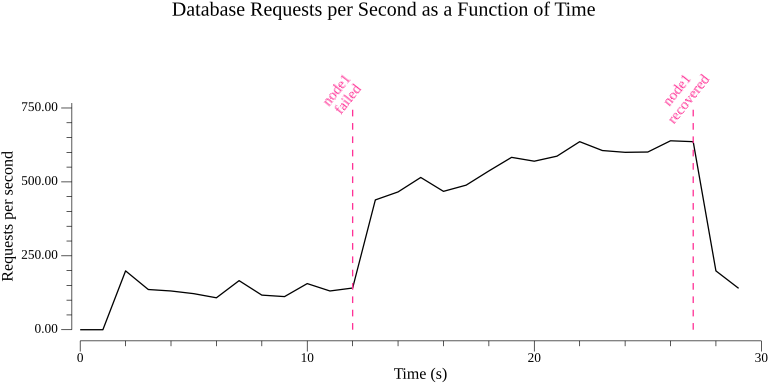 Database Requests per Second as a Function of Time
node1
failed
node1
recovered
750.00
500.00
250.00
0.00
Requests per second
0
10
20
30
Time (s)